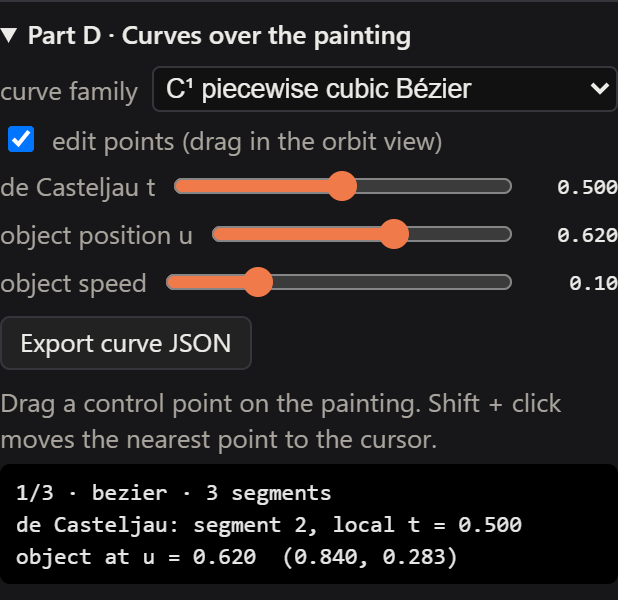 ▼ Part D · Curves over the painting
curve family C¹ piecewise cubic Bézier
edit points (drag in the orbit view)
de Casteljau t 0.500
object position u 0.620
object speed 0.10
Export curve JSON
Drag a control point on the painting. Shift + click
moves the nearest point to the cursor.
1/3 · bezier · 3 segments
de Casteljau: segment 2, local t = 0.500
object at u = 0.620  (0.840, 0.283)